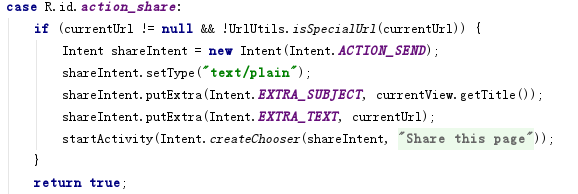 case R.id.action_share:
    if (currentUrl != null && !UrlUtils.isSpecialUrl(currentUrl)) {
        Intent shareIntent = new Intent(Intent.ACTION_SEND);
        shareIntent.setType("text/plain");
        shareIntent.putExtra(Intent.EXTRA_SUBJECT, currentView.getTitle());
        shareIntent.putExtra(Intent.EXTRA_TEXT, currentUrl);
        startActivity(Intent.createChooser(shareIntent, "Share this page"));
    }
    return true;